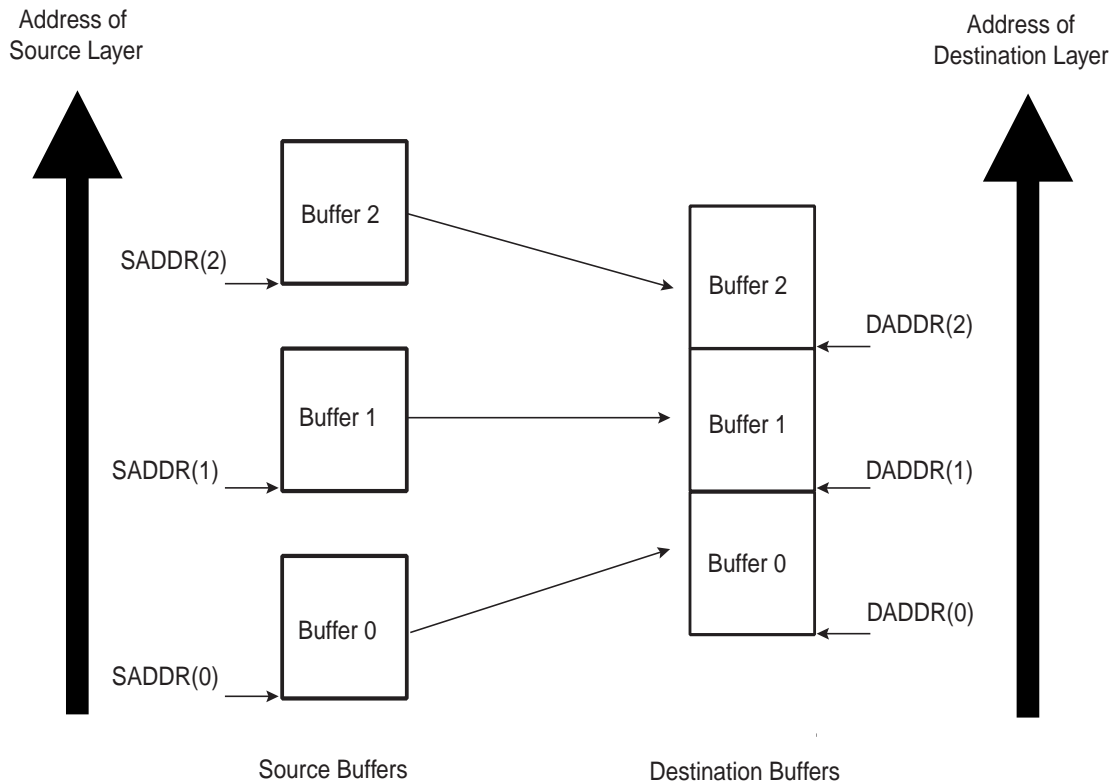 Address of
Source Layer
Address of
Destination Layer
Buffer 2
SADDR(2)
Buffer 2
DADDR(2)
Buffer 1
Buffer 1
SADDR(1)
DADDR(1)
Buffer 0
Buffer 0
DADDR(0)
SADDR(0)
Source Buffers
Destination Buffers